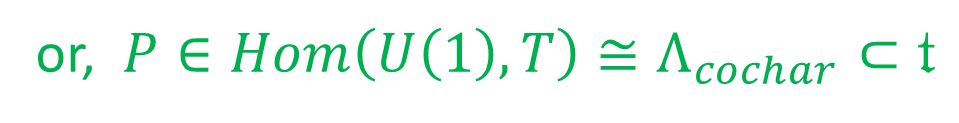 or, P ∈ Hom(U(1), T) ≅ Λ_cochar ⊂ 𝔱